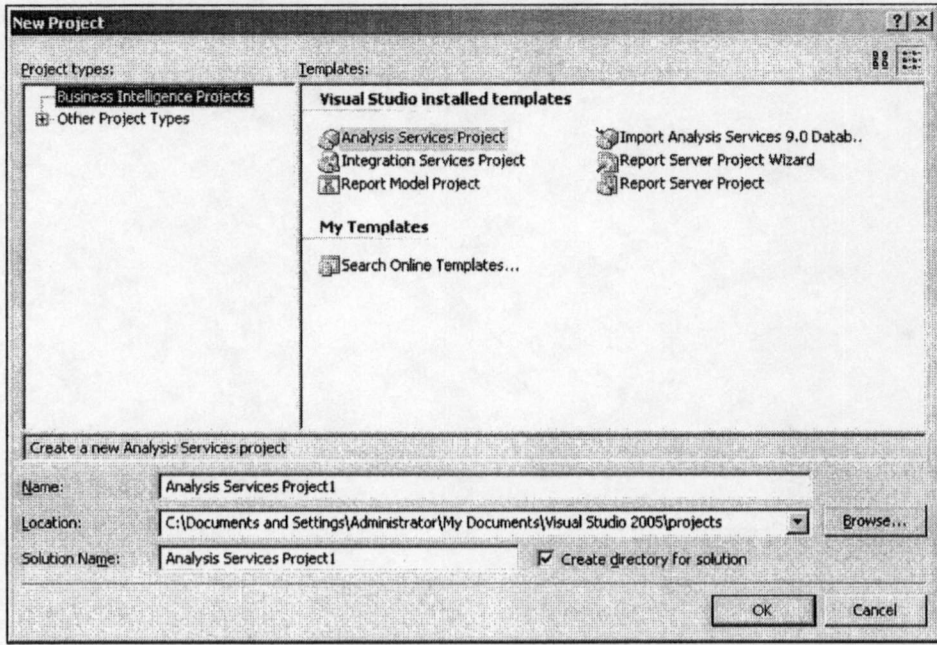 New Project
Project types:
Templates:
Business Intelligence Projects
Other Project Types
Visual Studio installed templates
Analysis Services Project
Import Analysis Services 9.0 Datab..
Integration Services Project
Report Server Project Wizard
Report Model Project
Report Server Project
My Templates
Search Online Templates...
Create a new Analysis Services project
Name:
Analysis Services Project1
Location:
C:\Documents and Settings\Administrator\My Documents\Visual Studio 2005\projects
Browse...
Solution Name:
Analysis Services Project1
Create directory for solution
OK
Cancel